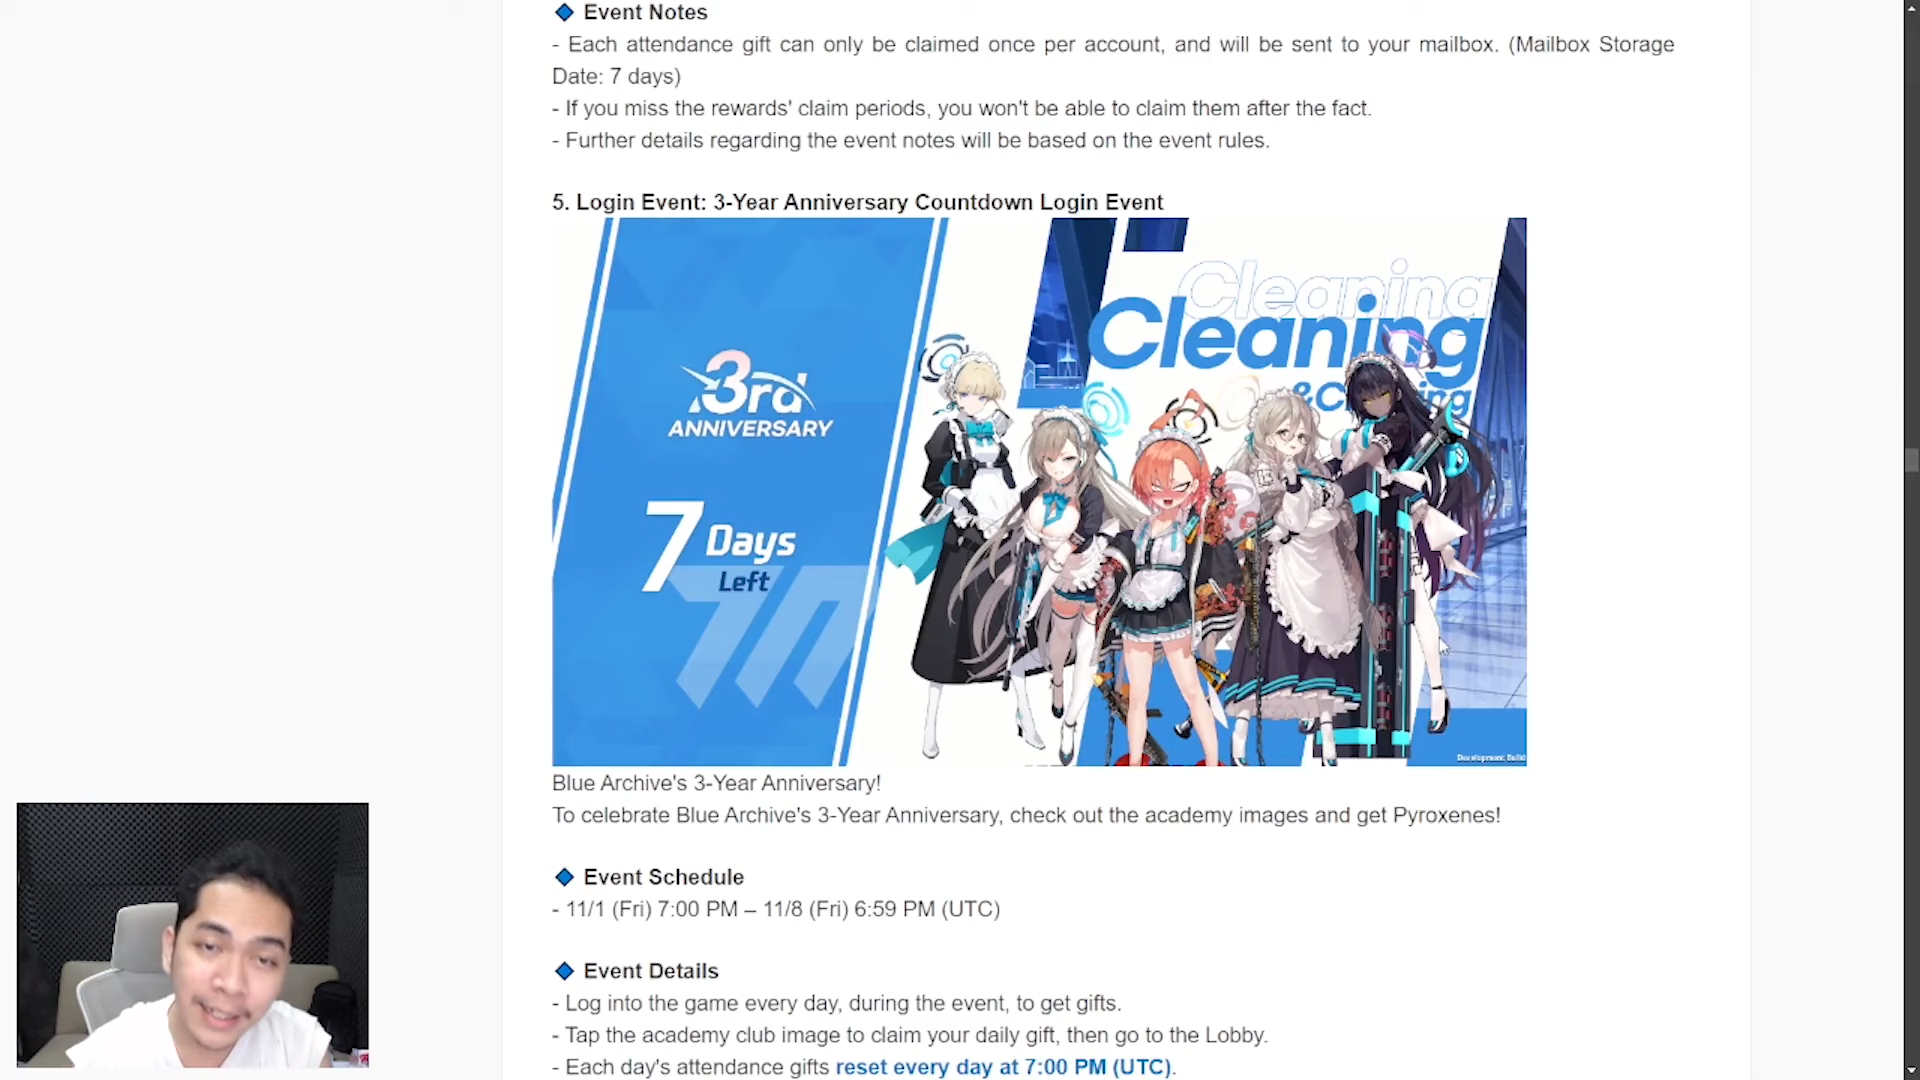 Event Notes
- Each attendance gift can only be claimed once per account, and will be sent to your mailbox. (Mailbox Storage
Date: 7 days)
- If you miss the rewards' claim periods, you won't be able to claim them after the fact.
- Further details regarding the event notes will be based on the event rules.
5. Login Event: 3-Year Anniversary Countdown Login Event
Cleaning
Cleaning
3rd
ANNIVERSARY
7 Days
Left
Development Build
Blue Archive's 3-Year Anniversary!
To celebrate Blue Archive's 3-Year Anniversary, check out the academy images and get Pyroxenes!
Event Schedule
- 11/1 (Fri) 7:00 PM – 11/8 (Fri) 6:59 PM (UTC)
Event Details
- Log into the game every day, during the event, to get gifts.
- Tap the academy club image to claim your daily gift, then go to the Lobby.
- Each day's attendance gifts reset every day at 7:00 PM (UTC).